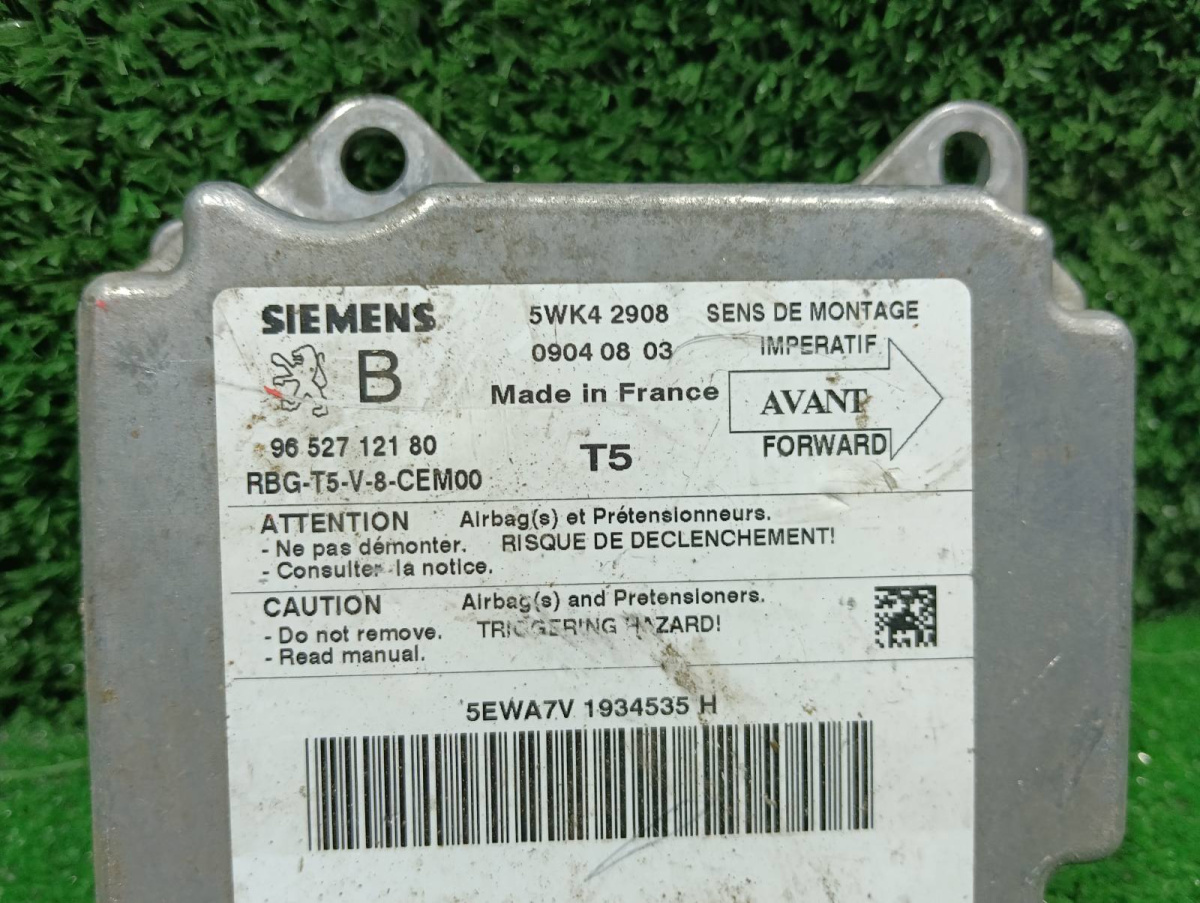 SIEMENS 5WK4 2908 SENS DE MONTAGE
0904 08 03 IMPERATIF
B Made in France AVANT
96 527 121 80 T5 FORWARD
RBG-T5-V-8-CEM00
ATTENTION Airbag(s) et Prétensionneurs.
- Ne pas démonter. RISQUE DE DECLENCHEMENT!
- Consulter la notice.
CAUTION Airbag(s) and Pretensioners.
- Do not remove. TRIGGERING HAZARD!
- Read manual.
5EWA7V 1934535 H